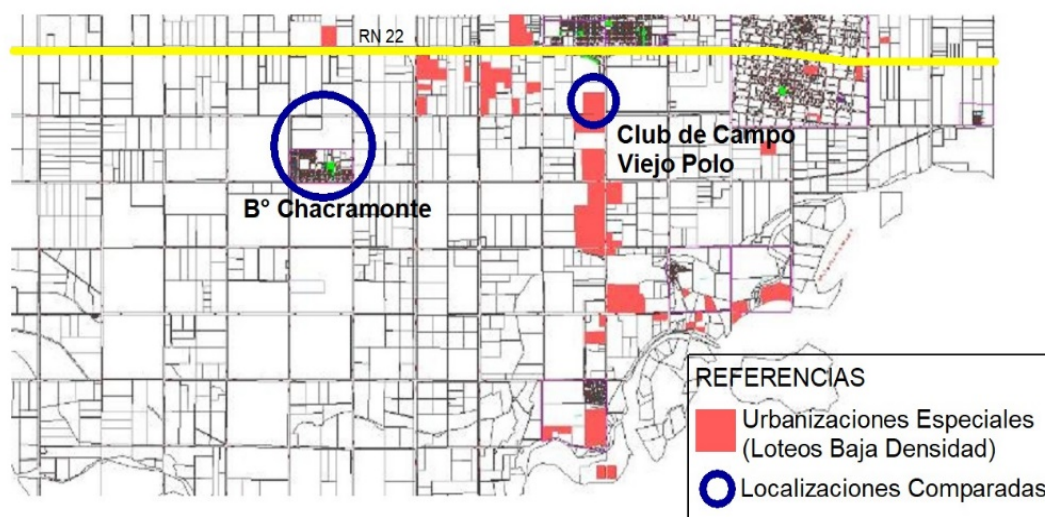 RN 22
Club de Campo
Viejo Polo
B° Chacramonte
REFERENCIAS
Urbanizaciones Especiales
(Loteos Baja Densidad)
Localizaciones Comparadas